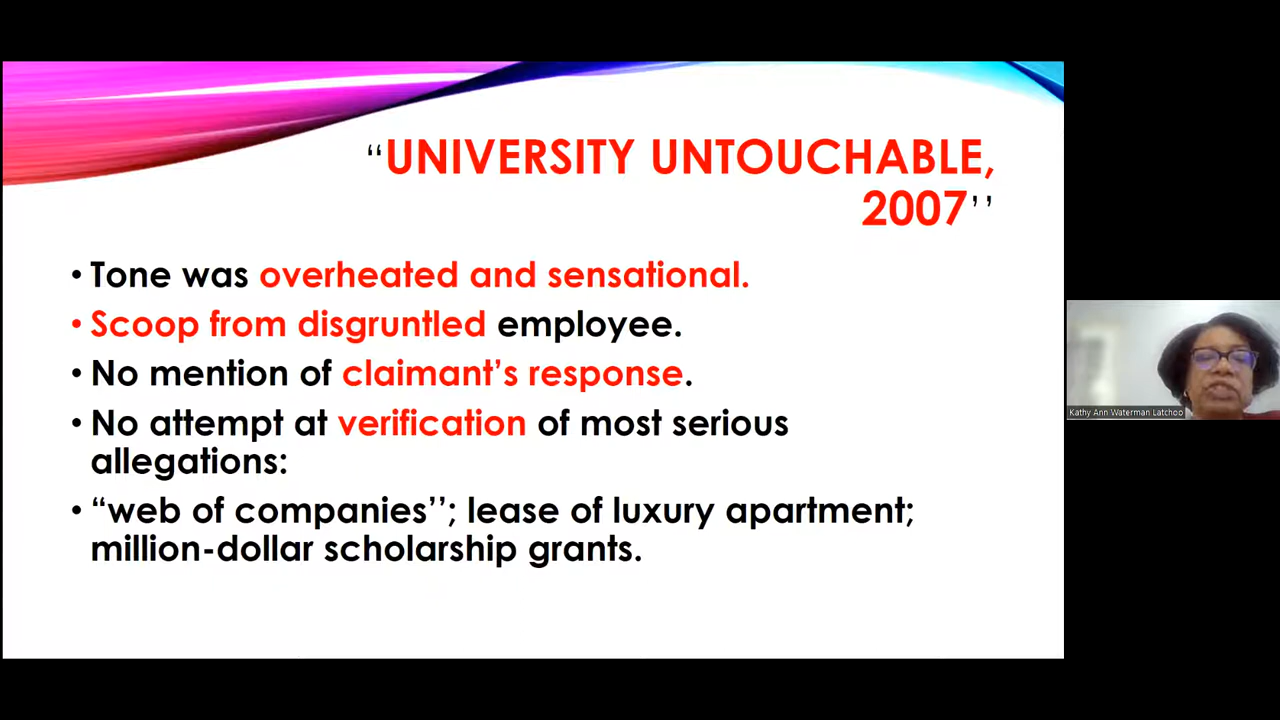 “UNIVERSITY UNTOUCHABLE,
2007’’
• Tone was overheated and sensational.
• Scoop from disgruntled employee.
• No mention of claimant’s response.
• No attempt at verification of most serious
allegations:
• “web of companies’’; lease of luxury apartment;
million-dollar scholarship grants.
Kathy Ann Waterman Latchoo